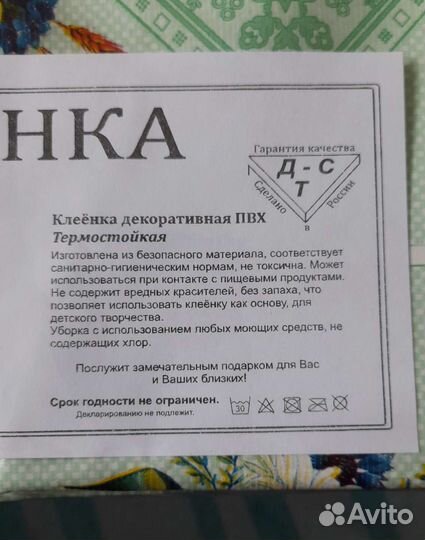 НКА
Гарантия качества
Д - С
Т
Сделано
в
России
Клеёнка декоративная ПВХ
Термостойкая
Изготовлена из безопасного материала, соответствует
санитарно-гигиеническим нормам, не токсична. Может
использоваться при контакте с пищевыми продуктами.
Не содержит вредных красителей, без запаха, что
позволяет использовать клеёнку как основу, для
детского творчества.
Уборка с использованием любых моющих средств, не
содержащих хлор.
Послужит замечательным подарком для Вас
и Ваших близких!
Срок годности не ограничен.
30
Декларированию не подлежит.
Avito